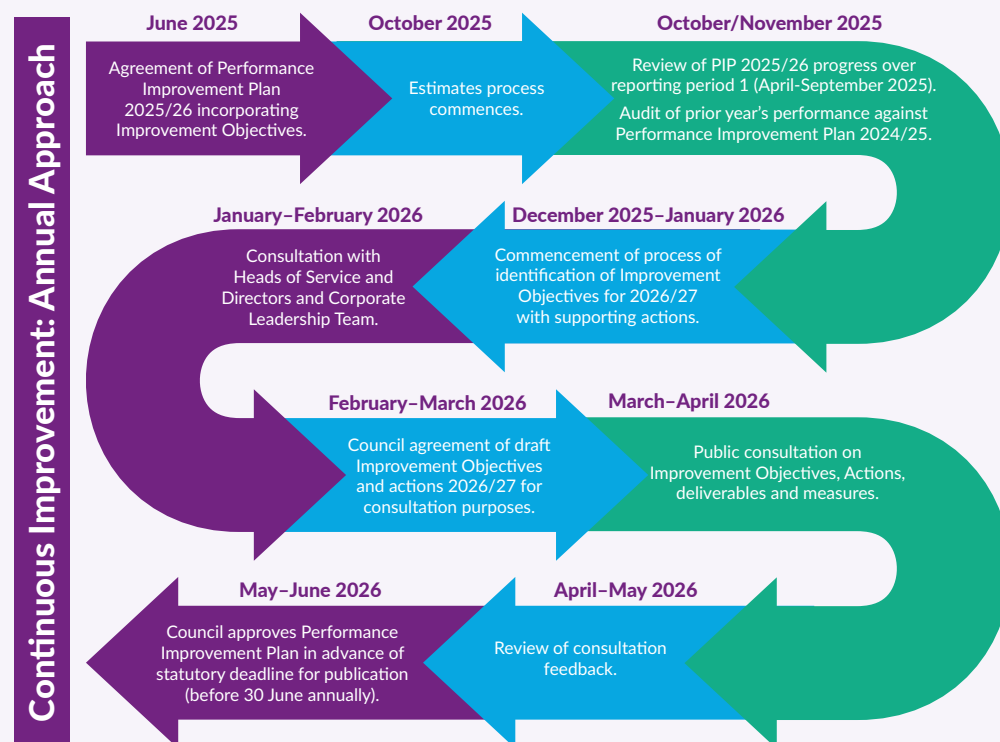 Continuous Improvement: Annual Approach
June 2025
Agreement of Performance
Improvement Plan
2025/26 incorporating
Improvement Objectives.
October 2025
Estimates process
commences.
October/November 2025
Review of PIP 2025/26 progress over
reporting period 1 (April-September 2025).
Audit of prior year's performance against
Performance Improvement Plan 2024/25.
December 2025–January 2026
Commencement of process of
identification of Improvement
Objectives for 2026/27
with supporting actions.
January–February 2026
Consultation with
Heads of Service and
Directors and Corporate
Leadership Team.
February–March 2026
Council agreement of draft
Improvement Objectives
and actions 2026/27 for
consultation purposes.
March–April 2026
Public consultation on
Improvement Objectives, Actions,
deliverables and measures.
April–May 2026
Review of consultation
feedback.
May–June 2026
Council approves Performance
Improvement Plan in advance of
statutory deadline for publication
(before 30 June annually).